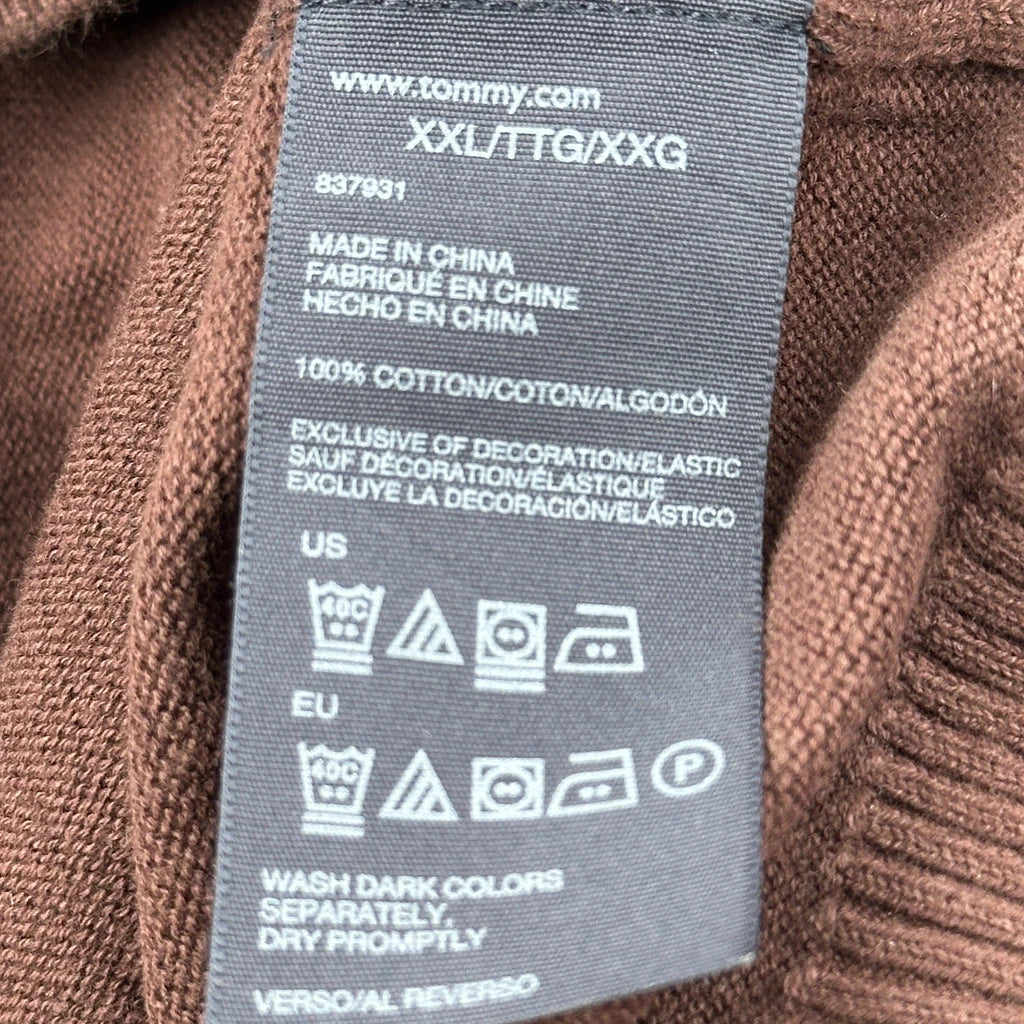 www.tommy.com
XXL/TTG/XXG
837931
MADE IN CHINA
FABRIQUÉ EN CHINE
HECHO EN CHINA
100% COTTON/COTON/ALGODÓN
EXCLUSIVE OF DECORATION/ELASTIC
SAUF DÉCORATION/ÉLASTIQUE
EXCLUYE LA DECORACIÓN/ELÁSTICO
US
40C
EU
40C
P
WASH DARK COLORS
SEPARATELY.
DRY PROMPTLY
VERSO/AL REVERSO